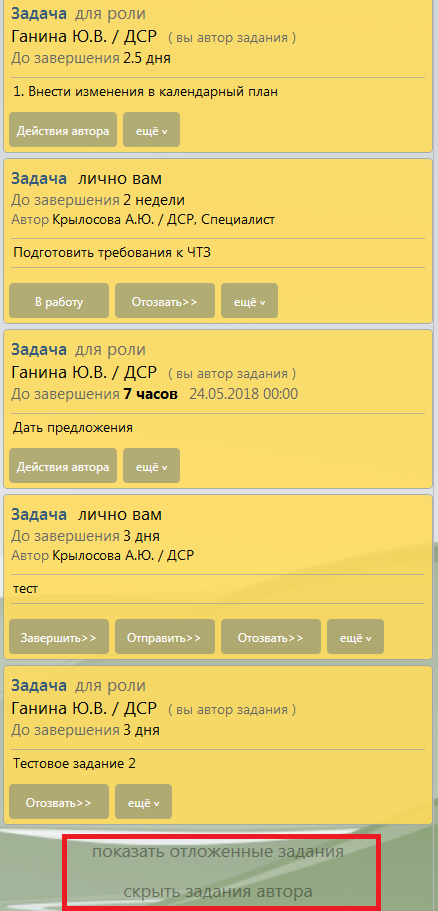 Задача для роли
Ганина Ю.В. / ДСР ( вы автор задания )
До завершения 2.5 дня
1. Внести изменения в календарный план
Действия автора ещё v
Задача лично вам
До завершения 2 недели
Автор Крылосова А.Ю. / ДСР, Специалист
Подготовить требования к ЧТЗ
В работу Отозвать>> ещё v
Задача для роли
Ганина Ю.В. / ДСР ( вы автор задания )
До завершения 7 часов 24.05.2018 00:00
Дать предложения
Действия автора ещё v
Задача лично вам
До завершения 3 дня
Автор Крылосова А.Ю. / ДСР
тест
Завершить>> Отправить>> Отозвать>> ещё v
Задача для роли
Ганина Ю.В. / ДСР ( вы автор задания )
До завершения 3 дня
Тестовое задание 2
Отозвать>> ещё v
показать отложенные задания
скрыть задания автора